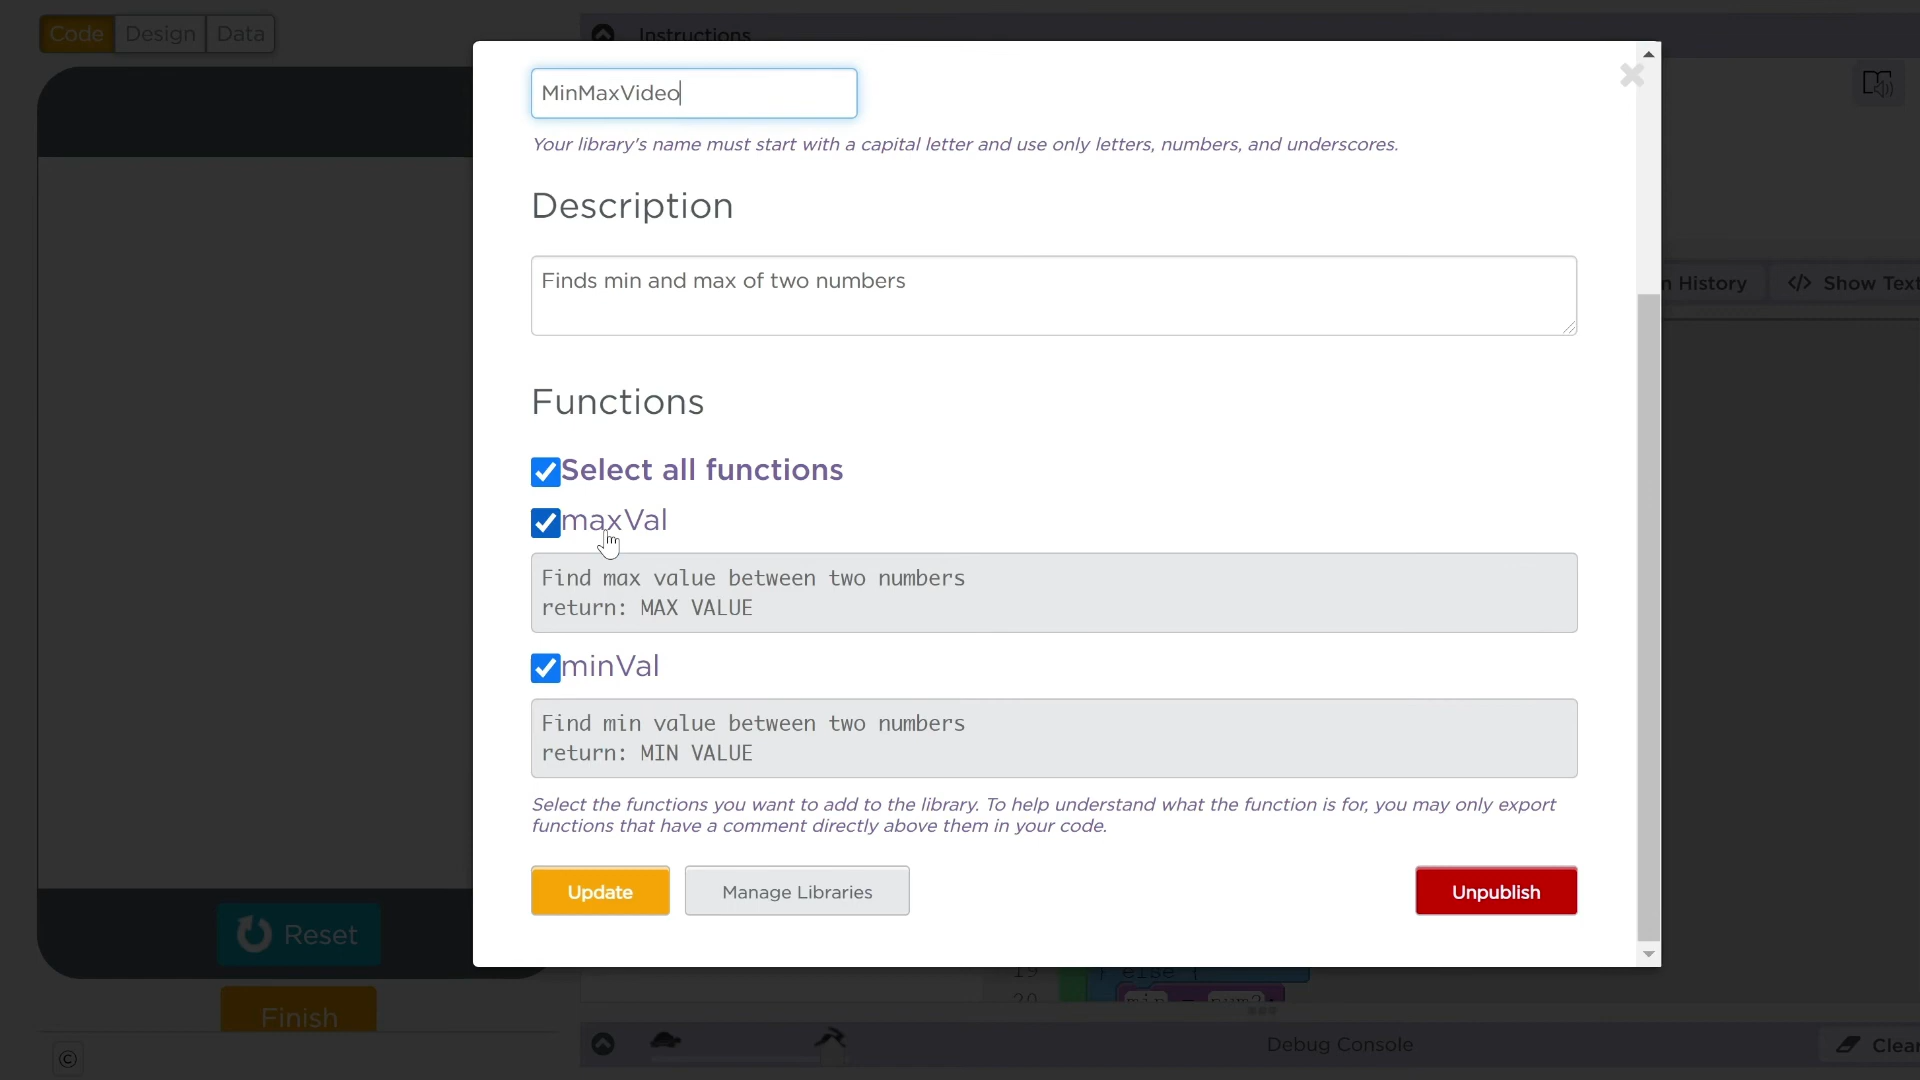 Code Design Data
Instructions
MinMaxVideo
Your library's name must start with a capital letter and use only letters, numbers, and underscores.
Description
Finds min and max of two numbers
n History </> Show Text
Functions
Select all functions
maxVal
Find max value between two numbers
return: MAX VALUE
minVal
Find min value between two numbers
return: MIN VALUE
Select the functions you want to add to the library. To help understand what the function is for, you may only export
functions that have a comment directly above them in your code.
Update Manage Libraries Unpublish
Reset
19 else
20 min = num2;
Finish
Debug Console Clear
©